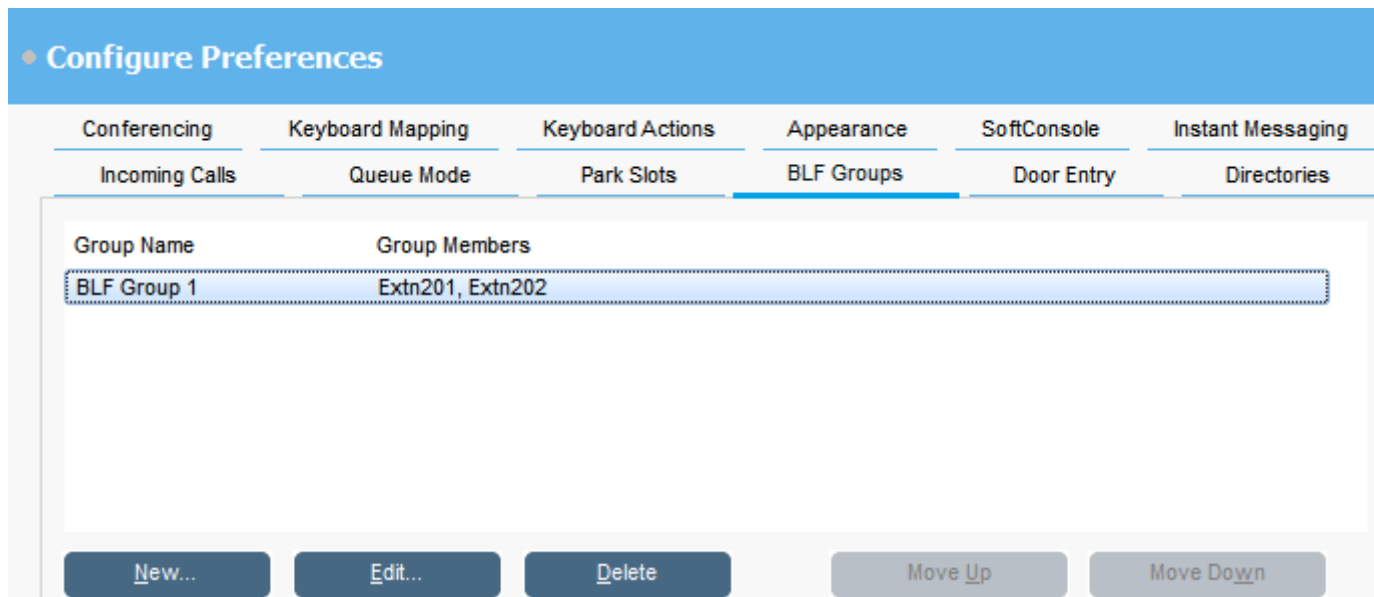 Configure Preferences
Conferencing Keyboard Mapping Keyboard Actions Appearance SoftConsole Instant Messaging
Incoming Calls Queue Mode Park Slots BLF Groups Door Entry Directories
Group Name Group Members
BLF Group 1 Extn201, Extn202
New... Edit... Delete Move Up Move Down